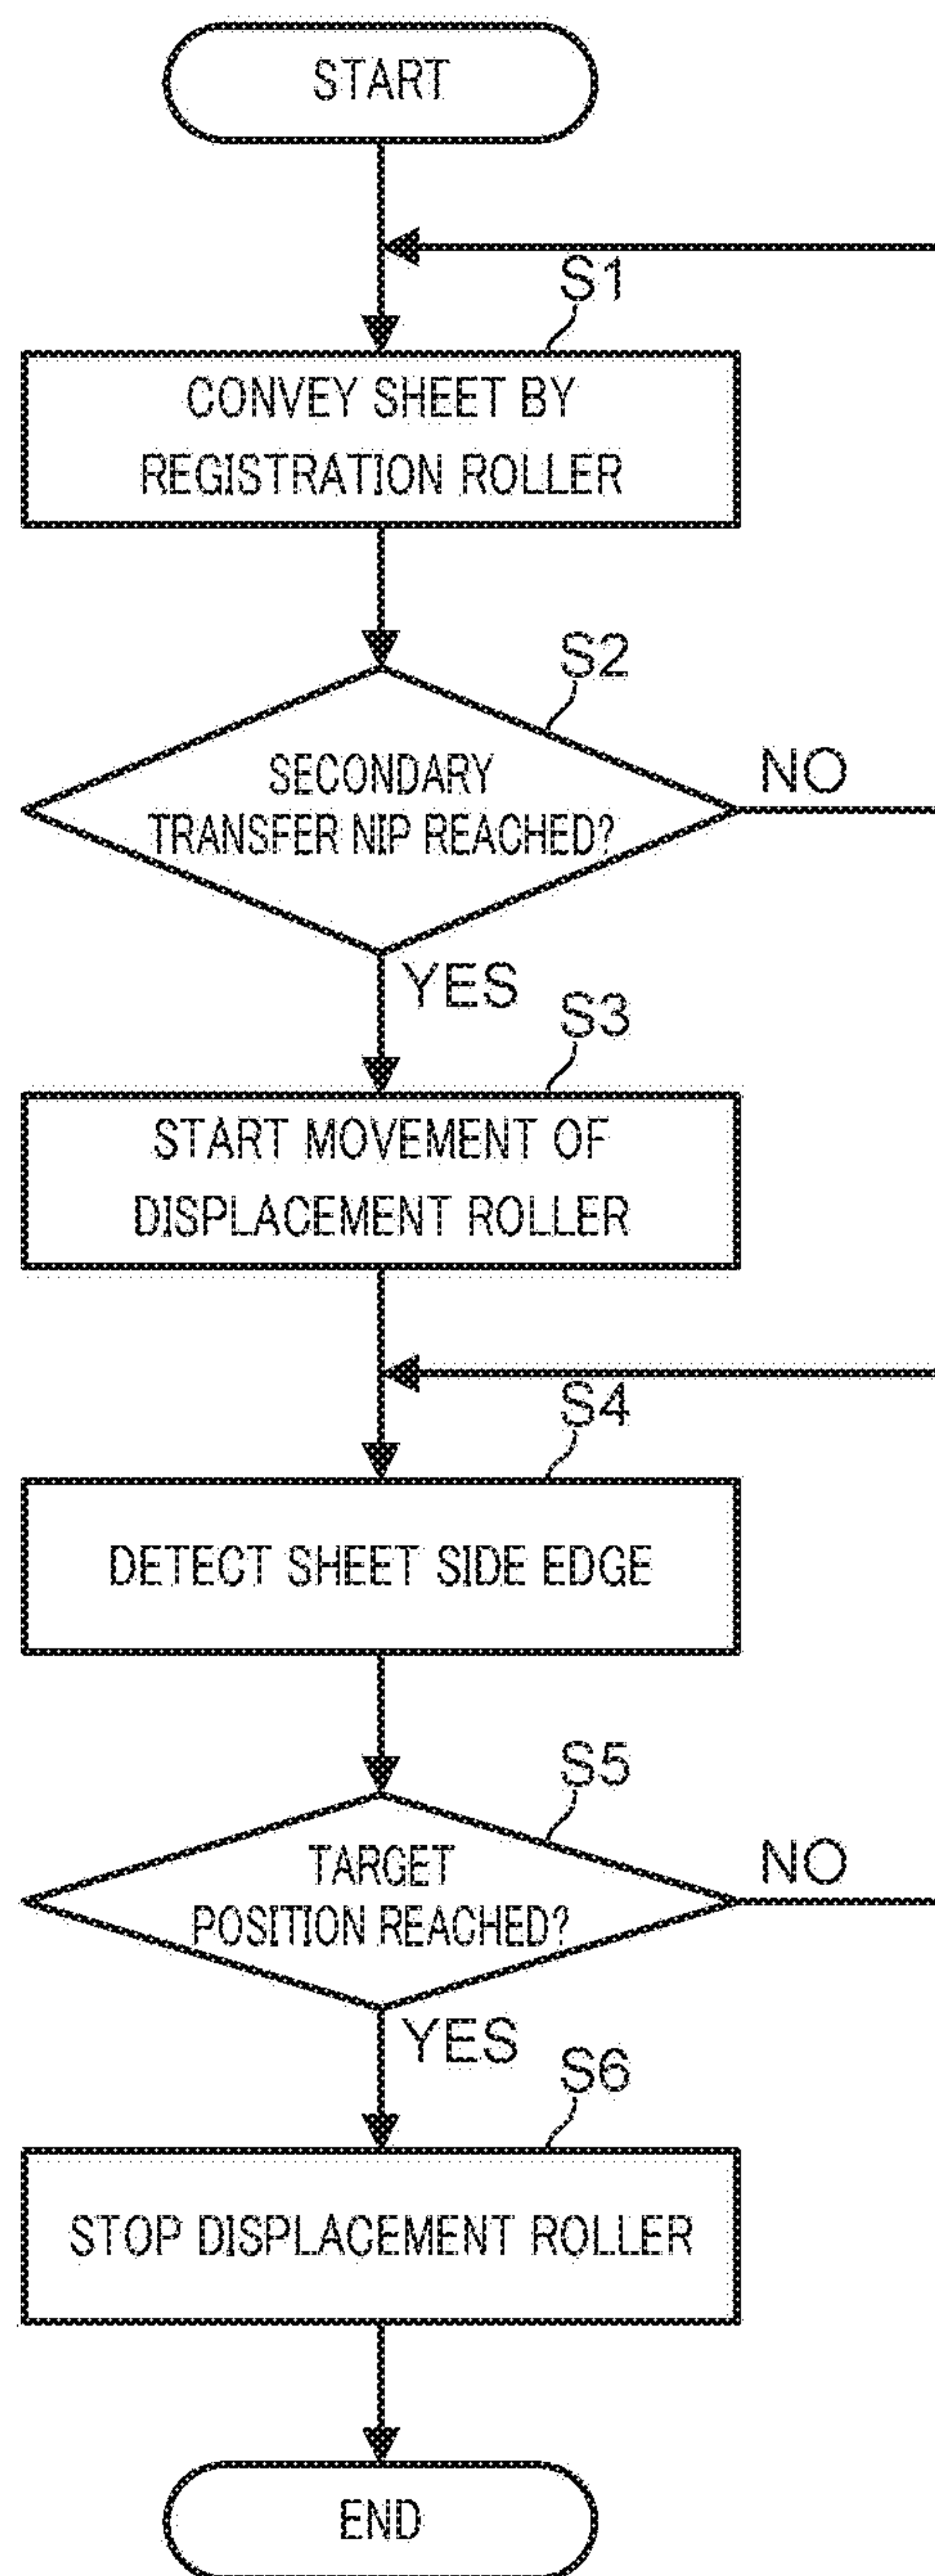 START
S1
CONVEY SHEET BY
REGISTRATION ROLLER
S2
SECONDARY
TRANSFER NIP REACHED?
NO
YES
S3
START MOVEMENT OF
DISPLACEMENT ROLLER
S4
DETECT SHEET SIDE EDGE
S5
TARGET
POSITION REACHED?
NO
YES
S6
STOP DISPLACEMENT ROLLER
END